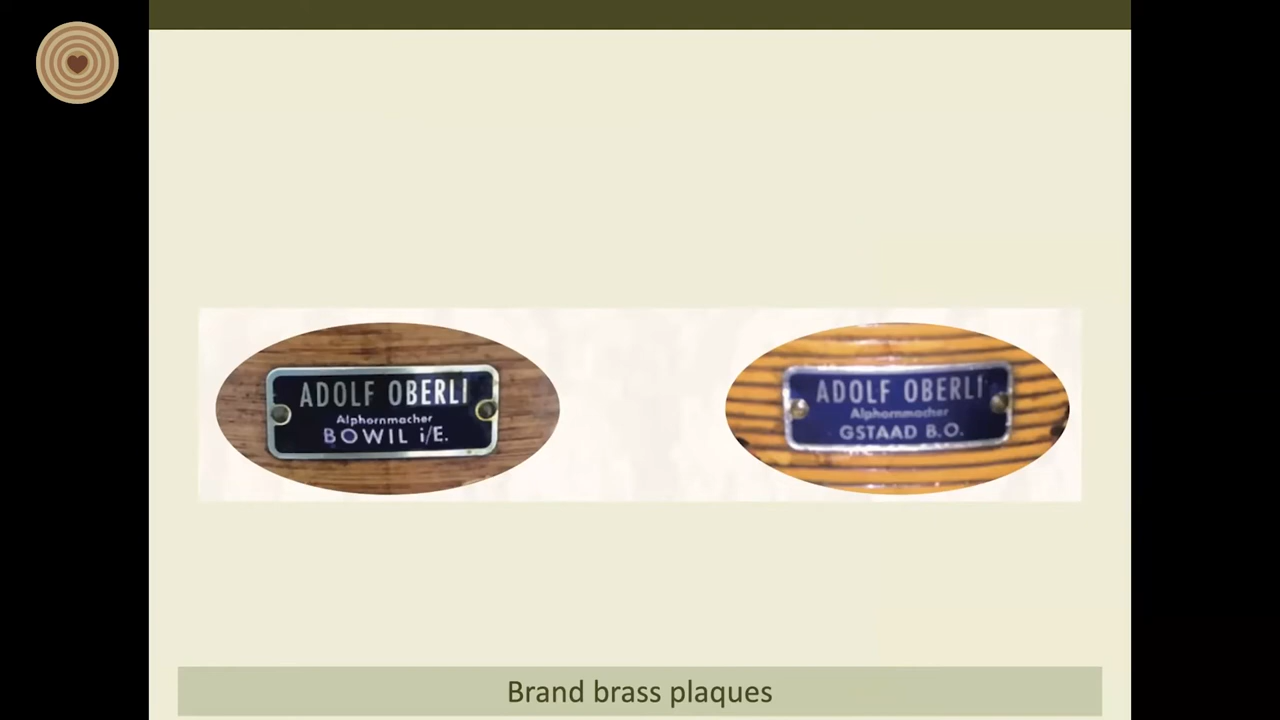 ADOLF OBERLI
Alphornmacher
BOWIL i/E.
ADOLF OBERLI
Alphornmacher
GSTAAD B.O.
Brand brass plaques